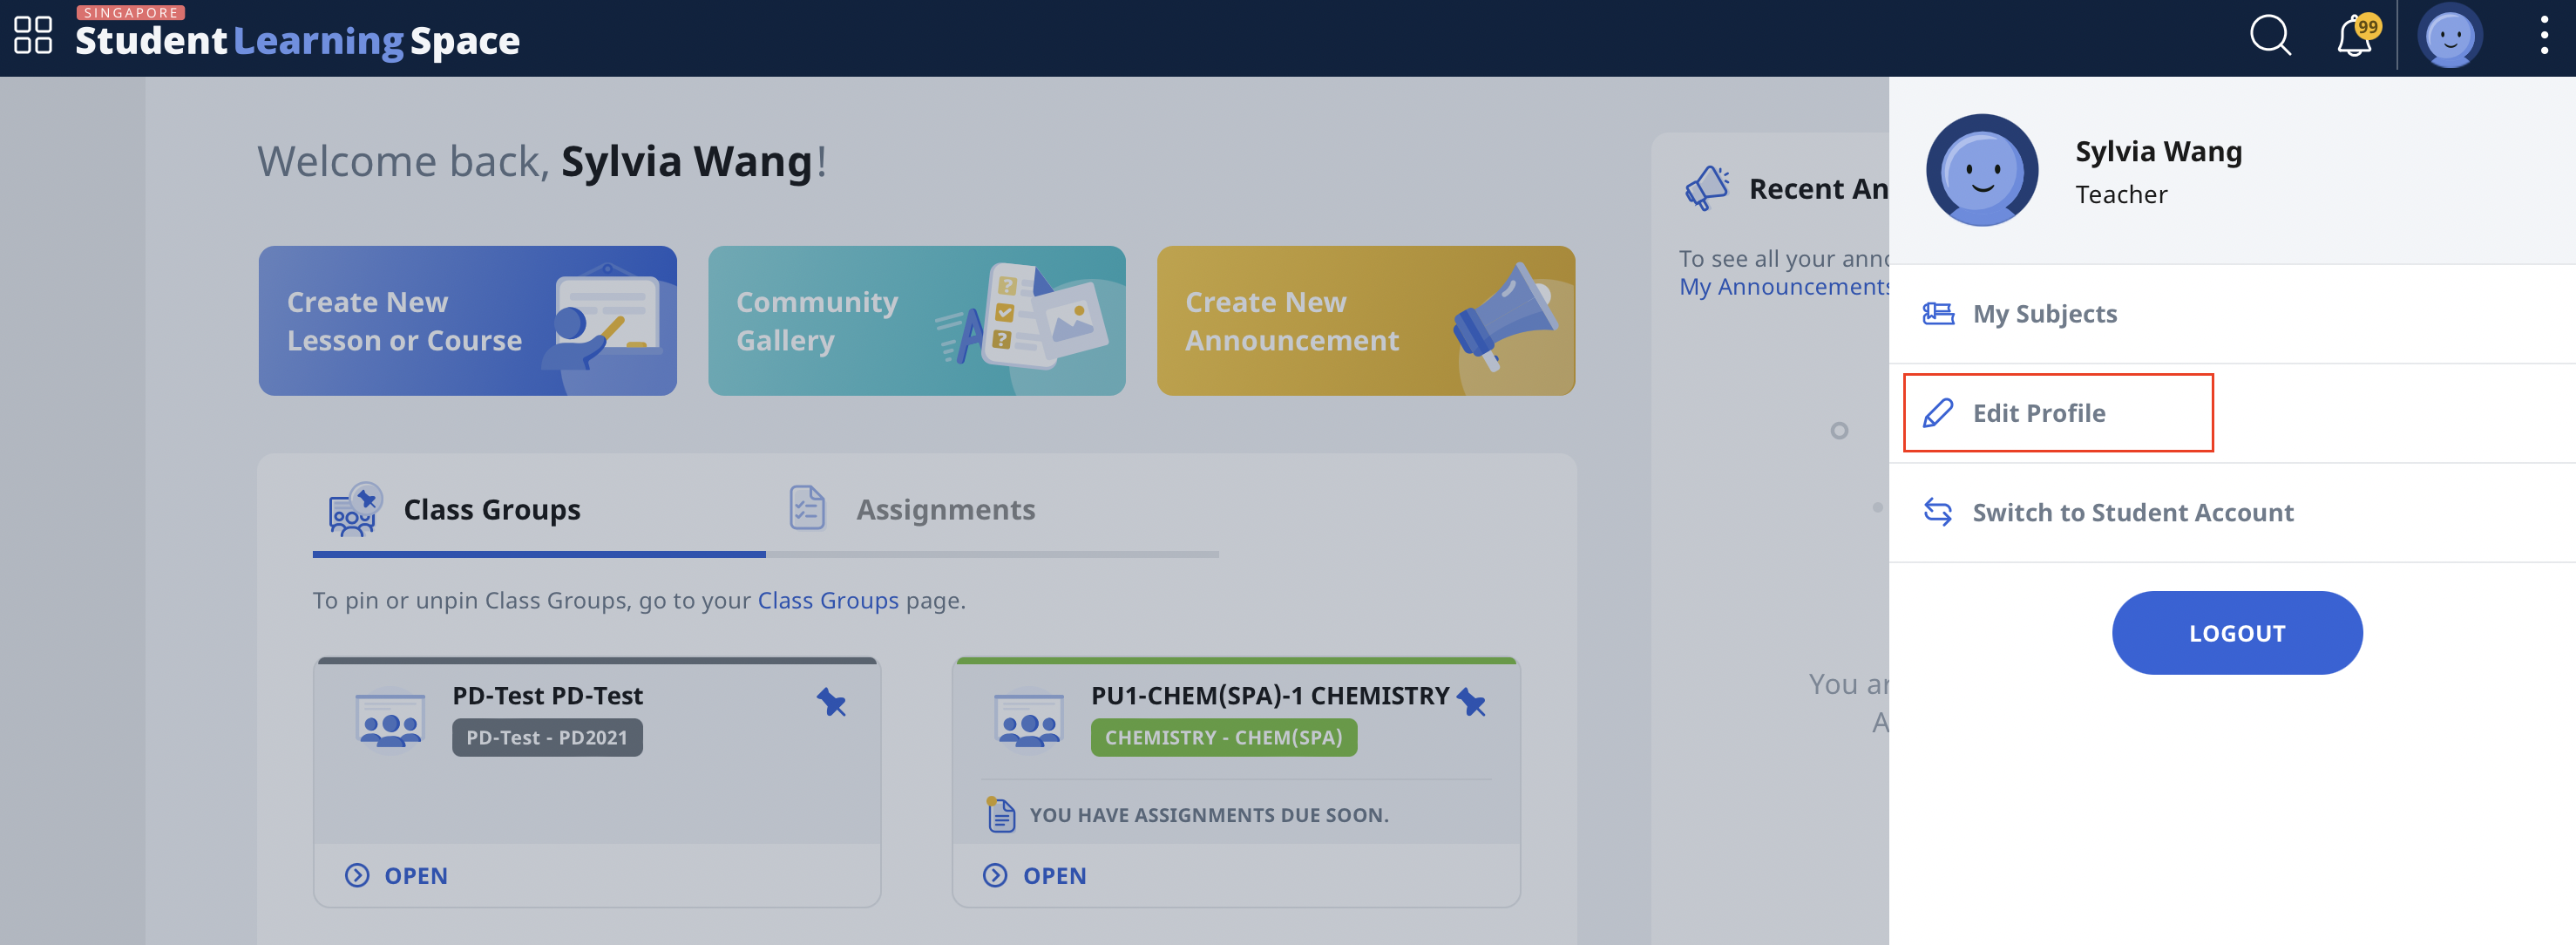 SINGAPORE
Student Learning Space
99
Welcome back, Sylvia Wang!
Create New
Lesson or Course
Community
Gallery
Create New
Announcement
Class Groups
Assignments
To pin or unpin Class Groups, go to your Class Groups page.
PD-Test PD-Test
PD-Test - PD2021
OPEN
PU1-CHEM(SPA)-1 CHEMISTRY
CHEMISTRY - CHEM(SPA)
YOU HAVE ASSIGNMENTS DUE SOON.
OPEN
Recent An
To see all your anno
My Announcements
You ar
A
Sylvia Wang
Teacher
My Subjects
Edit Profile
Switch to Student Account
LOGOUT